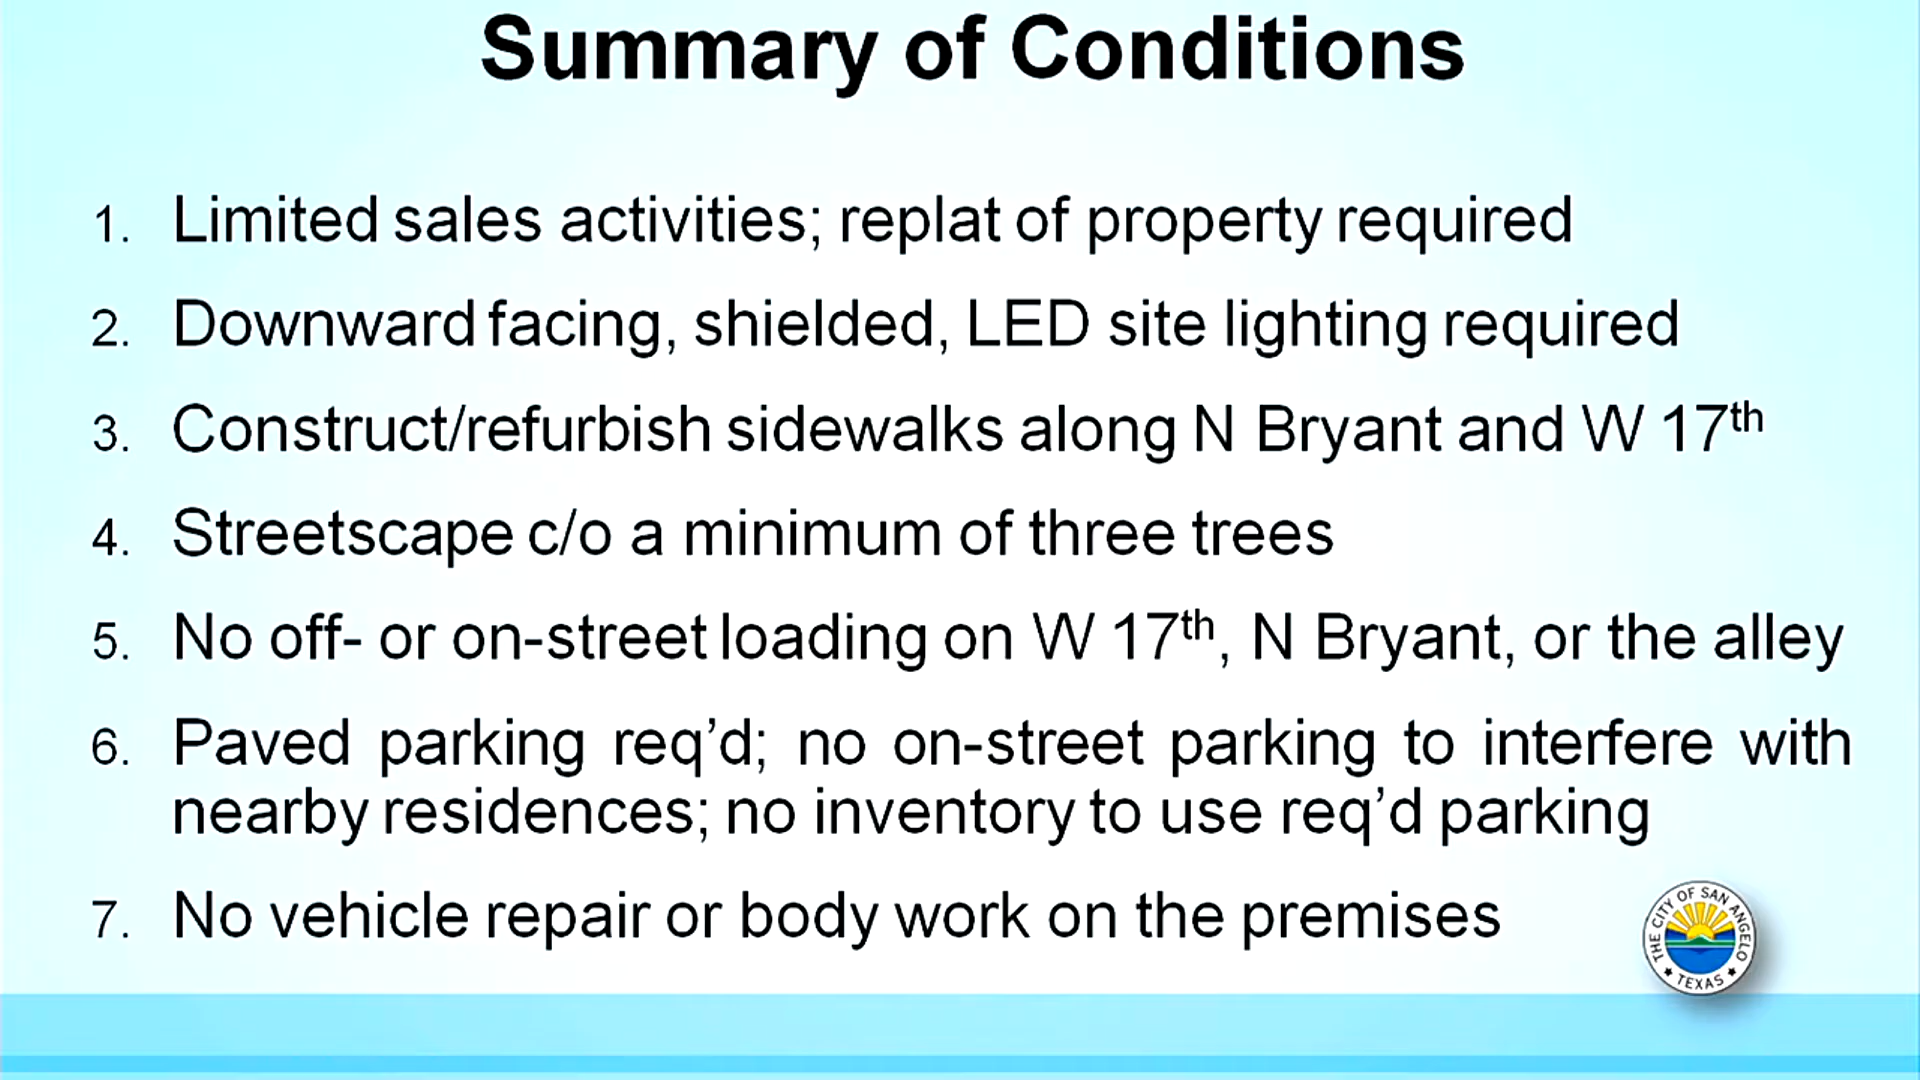 Summary of Conditions
1. Limited sales activities; replat of property required
2. Downward facing, shielded, LED site lighting required
3. Construct/refurbish sidewalks along N Bryant and W 17th
4. Streetscape c/o a minimum of three trees
5. No off- or on-street loading on W 17th, N Bryant, or the alley
6. Paved parking req’d; no on-street parking to interfere with
nearby residences; no inventory to use req’d parking
7. No vehicle repair or body work on the premises
THE CITY OF SAN ANGELO
TEXAS